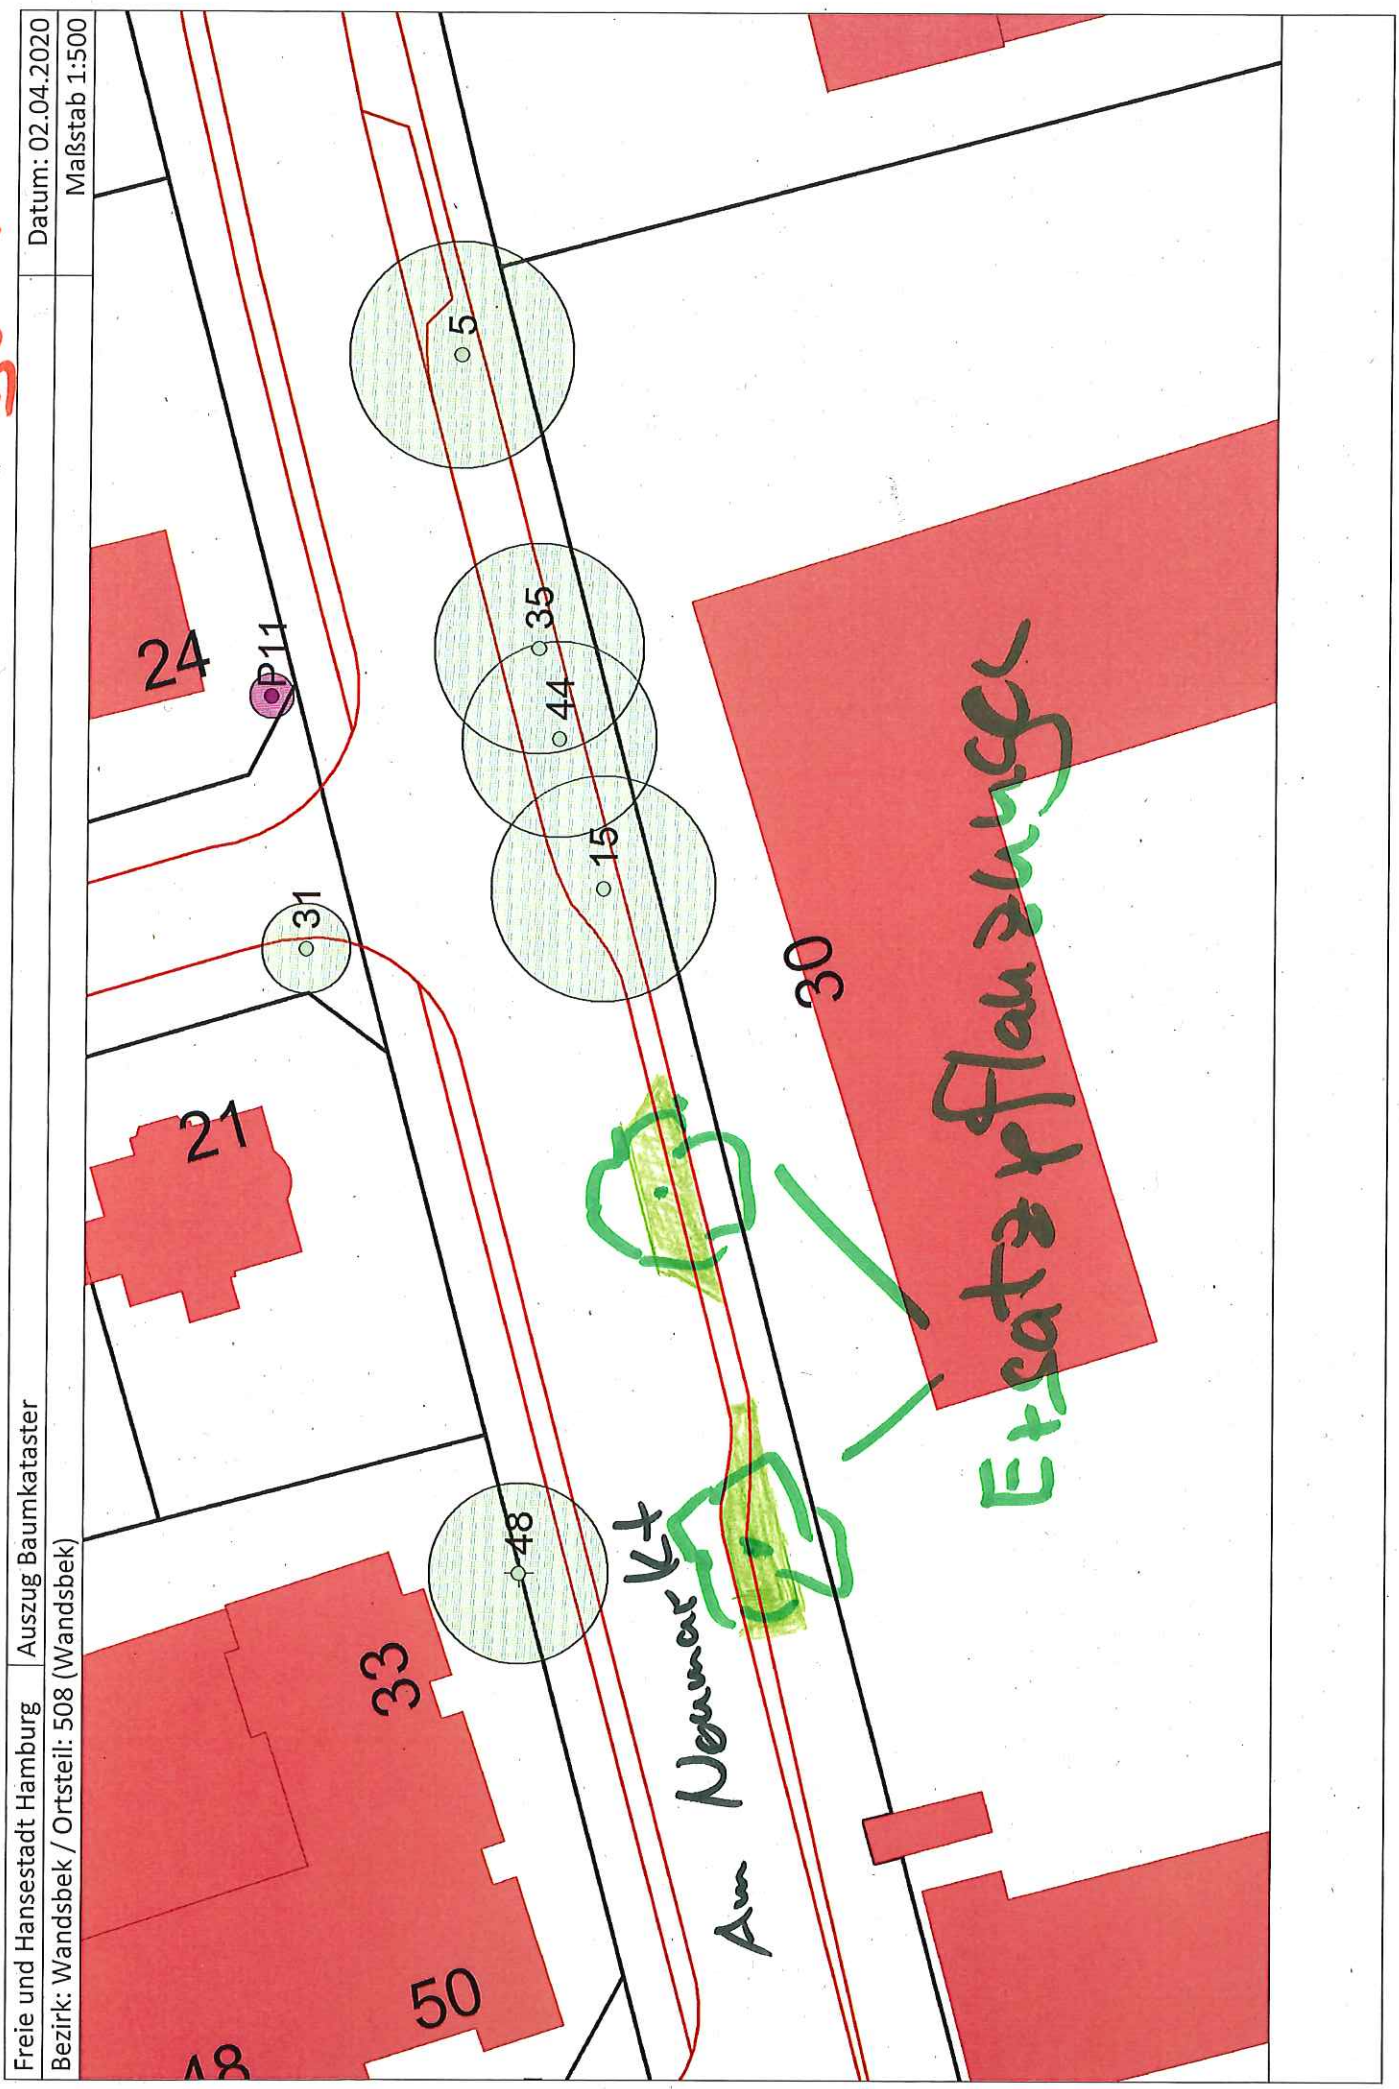 Freie und Hansestadt Hamburg
Auszug Baumkataster
Datum: 02.04.2020
Bezirk: Wandsbek / Ortsteil: 508 (Wandsbek)
Maßstab 1:500
48
50
33
21
24
P11
31
48
5
35
44
15
Am Neumarkt
30
Ersatzpflanzunge